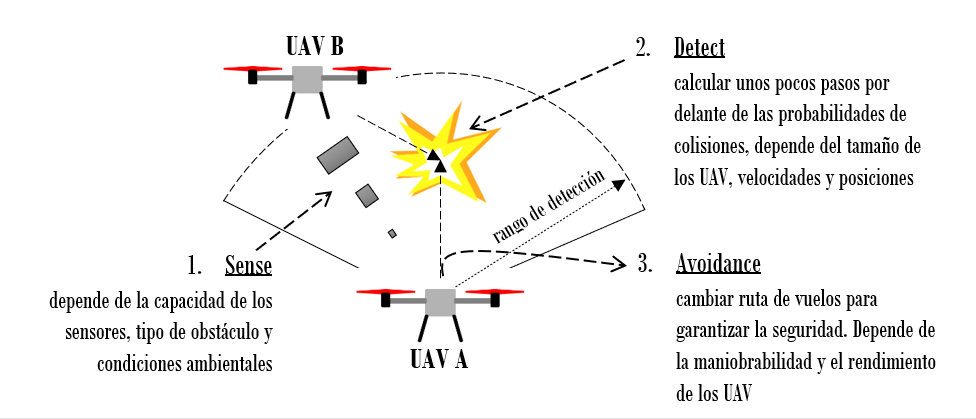 UAV B
2. Detect
calcular unos pocos pasos por
delante de las probabilidades de
colisiones, depende del tamaño de
los UAV, velocidades y posiciones
rango de detección
1. Sense
depende de la capacidad de los
sensores, tipo de obstáculo y
condiciones ambientales
3. Avoidance
cambiar ruta de vuelos para
garantizar la seguridad. Depende de
la maniobrabilidad y el rendimiento
de los UAV
UAV A